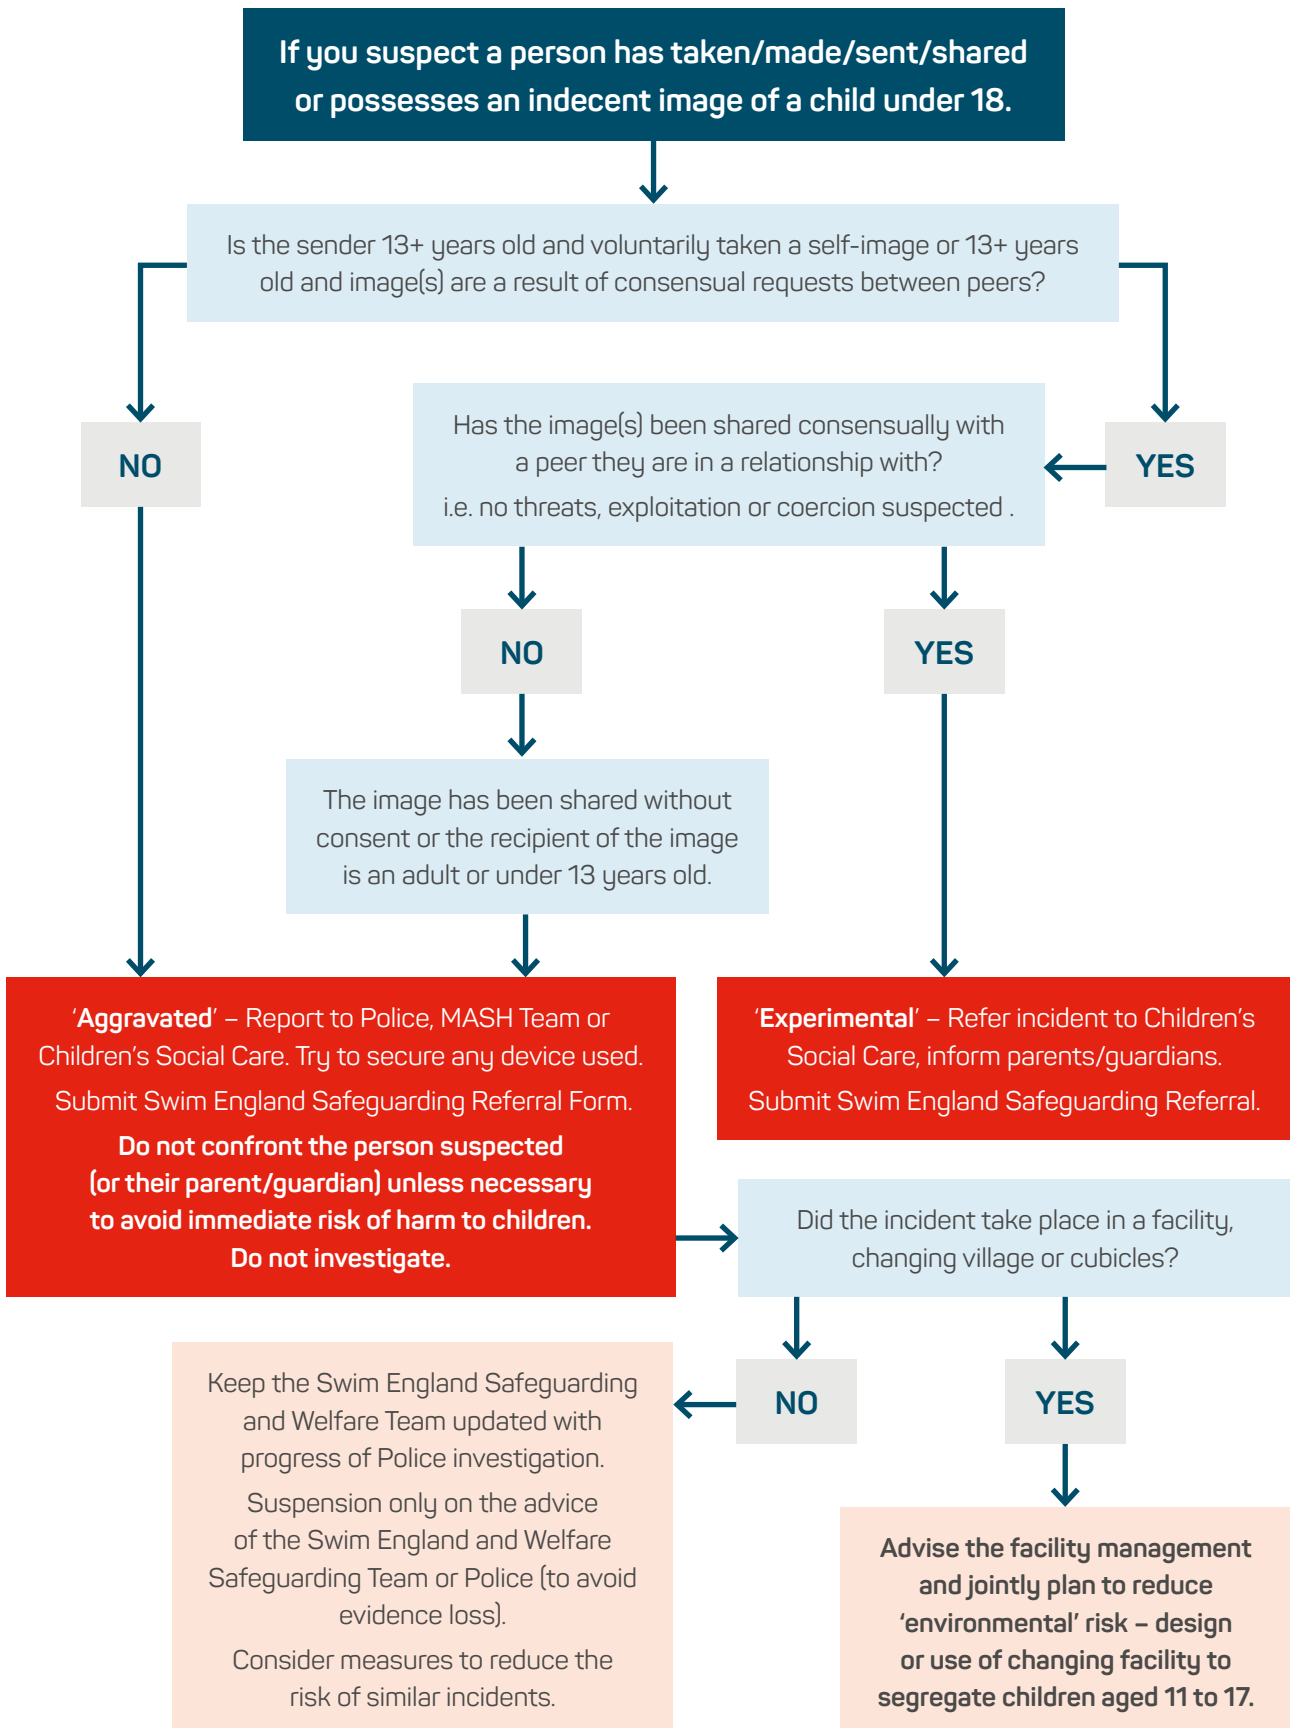 If you suspect a person has taken/made/sent/shared
or possesses an indecent image of a child under 18.
Is the sender 13+ years old and voluntarily taken a self-image or 13+ years
old and image(s) are a result of consensual requests between peers?
NO
YES
Has the image(s) been shared consensually with
a peer they are in a relationship with?
i.e. no threats, exploitation or coercion suspected .
NO
YES
The image has been shared without
consent or the recipient of the image
is an adult or under 13 years old.
‘Aggravated’ – Report to Police, MASH Team or
Children’s Social Care. Try to secure any device used.
Submit Swim England Safeguarding Referral Form.
Do not confront the person suspected
(or their parent/guardian) unless necessary
to avoid immediate risk of harm to children.
Do not investigate.
‘Experimental’ – Refer incident to Children’s
Social Care, inform parents/guardians.
Submit Swim England Safeguarding Referral.
Did the incident take place in a facility,
changing village or cubicles?
NO
YES
Keep the Swim England Safeguarding
and Welfare Team updated with
progress of Police investigation.
Suspension only on the advice
of the Swim England and Welfare
Safeguarding Team or Police (to avoid
evidence loss).
Consider measures to reduce the
risk of similar incidents.
Advise the facility management
and jointly plan to reduce
‘environmental’ risk – design
or use of changing facility to
segregate children aged 11 to 17.